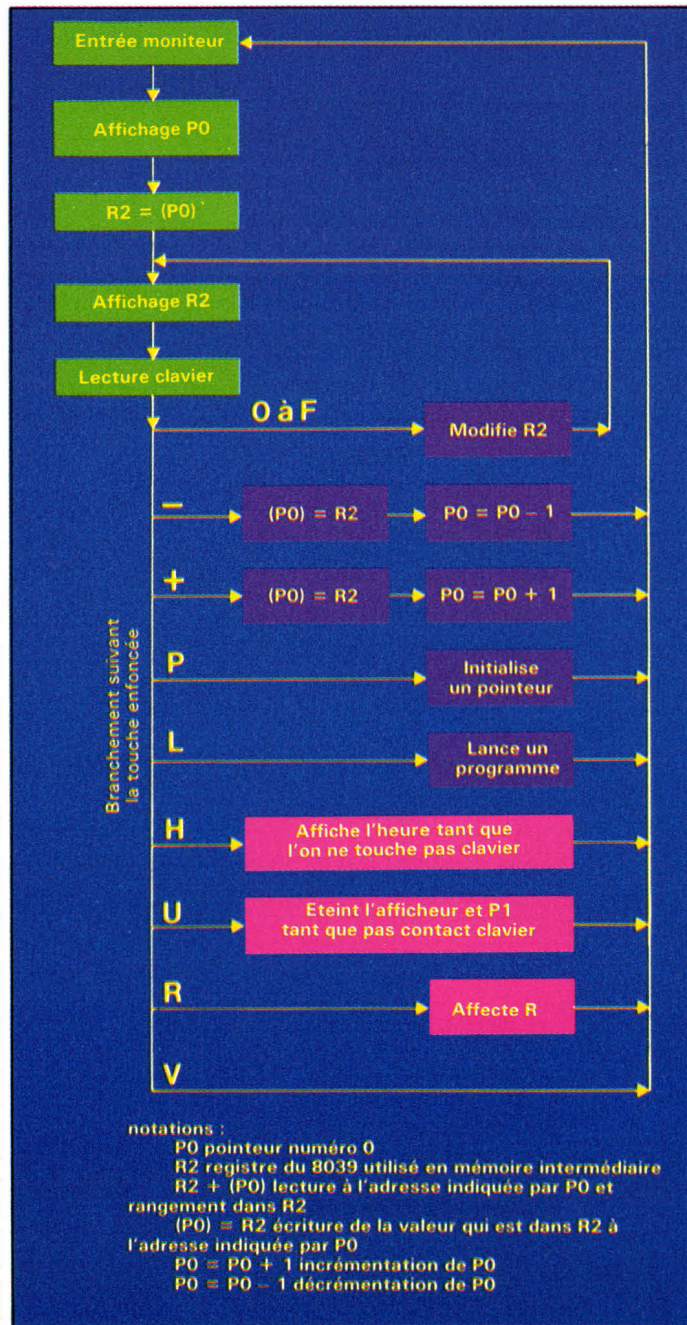 Entrée moniteur
Affichage P0
R2 = (P0)
Affichage R2
Lecture clavier
0 à F
Modifie R2
−
(P0) = R2
P0 = P0 − 1
+
(P0) = R2
P0 = P0 + 1
Branchement suivant
la touche enfoncée
P
Initialise
un pointeur
L
Lance un
programme
H
Affiche l'heure tant que
l'on ne touche pas clavier
U
Eteint l'afficheur et P1
tant que pas contact clavier
R
Affecte R
V
notations :
P0 pointeur numéro 0
R2 registre du 8039 utilisé en mémoire intermédiaire
R2 + (P0) lecture à l'adresse indiquée par P0 et
rangement dans R2
(P0) = R2 écriture de la valeur qui est dans R2 à
l'adresse indiquée par P0
P0 = P0 + 1 incrémentation de P0
P0 = P0 − 1 décrémentation de P0